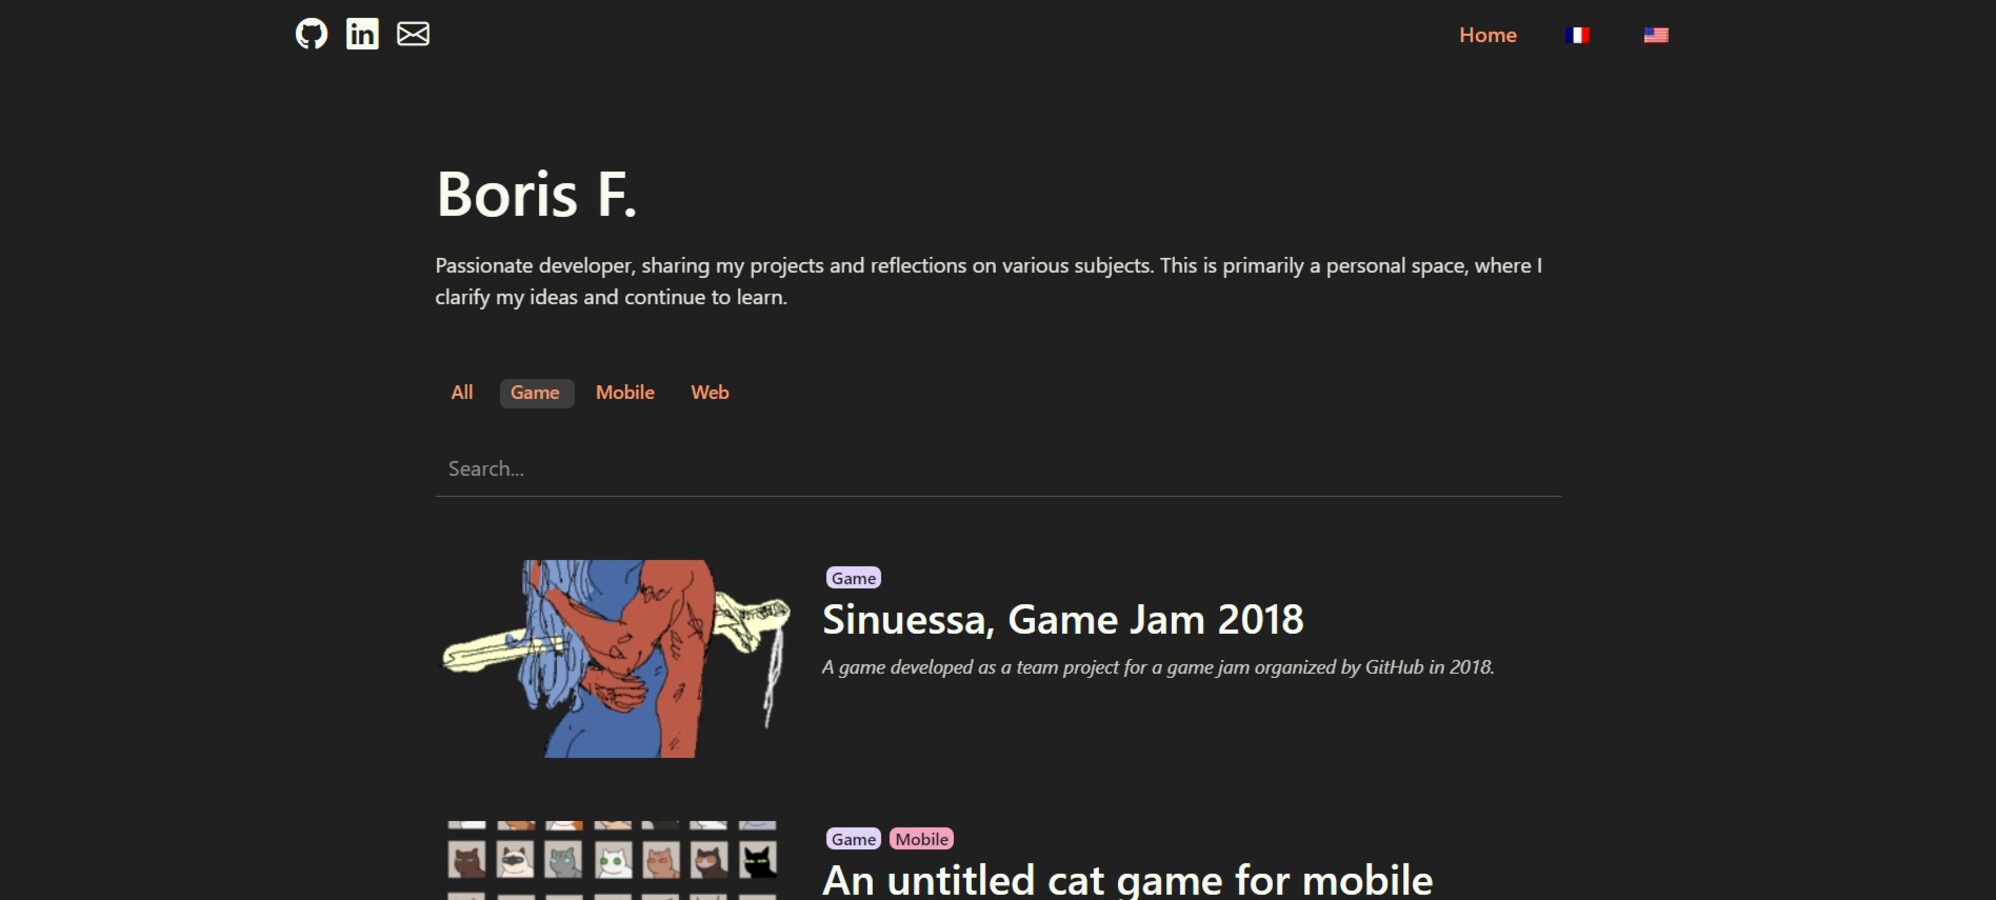 Home
Boris F.
Passionate developer, sharing my projects and reflections on various subjects. This is primarily a personal space, where I
clarify my ideas and continue to learn.
All Game Mobile Web
Search...
Game
Sinuessa, Game Jam 2018
A game developed as a team project for a game jam organized by GitHub in 2018.
Game Mobile
An untitled cat game for mobile